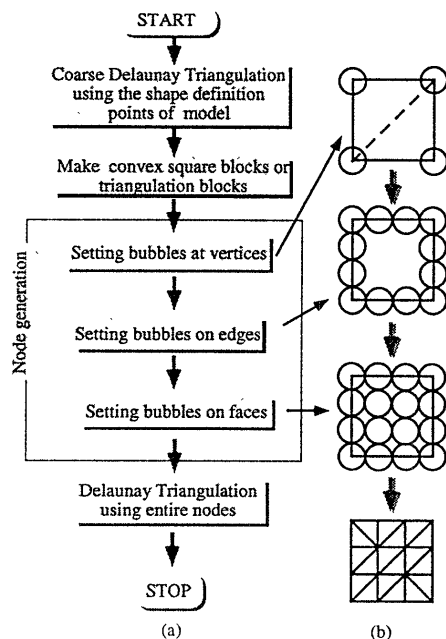 START
Coarse Delaunay Triangulation
using the shape definition
points of model
Make convex square blocks or
triangulation blocks
Node generation
Setting bubbles at vertices
Setting bubbles on edges
Setting bubbles on faces
Delaunay Triangulation
using entire nodes
STOP
(a)
(b)